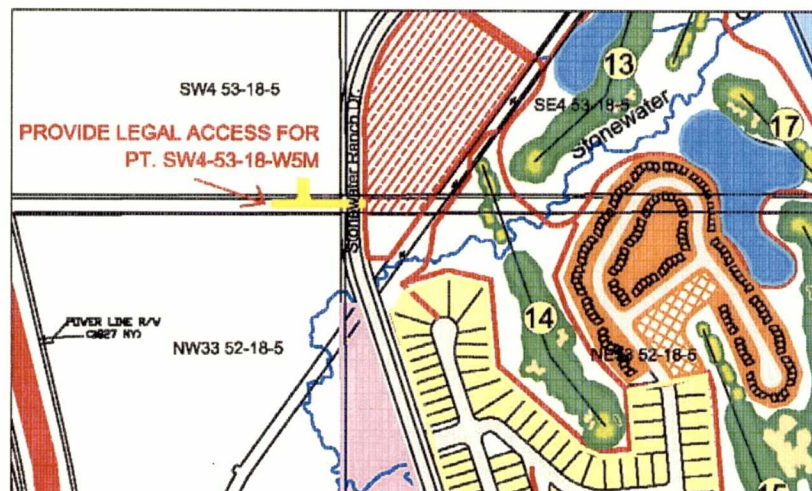 13
SW4 53-18-5
SE4 53-18-5
Stonewater
17
PROVIDE LEGAL ACCESS FOR
PT. SW4-53-18-W5M
Stonewater Ranch Dr.
14
POWER LINE R/W
NW33 52-18-5
NE33 52-18-5
15